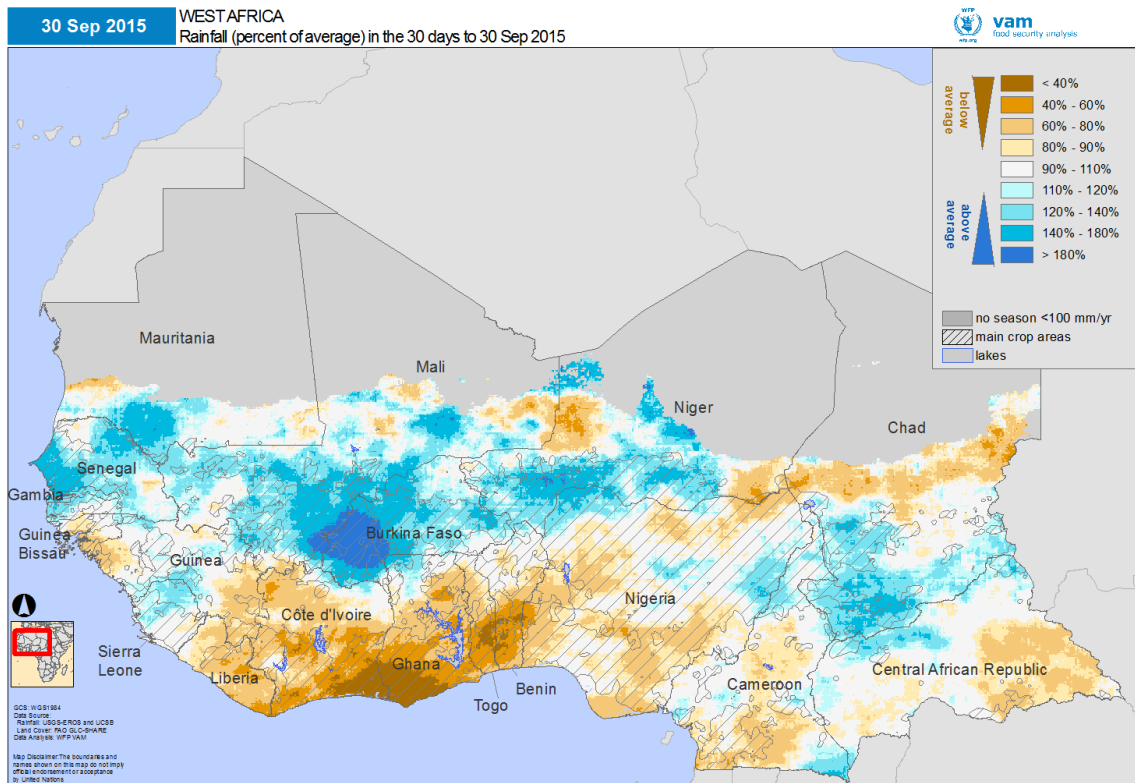 30 Sep 2015
WEST AFRICA
Rainfall (percent of average) in the 30 days to 30 Sep 2015
WFP
wfp.org
vam
food security analysis
below
average
above
average
< 40%
40% - 60%
60% - 80%
80% - 90%
90% - 110%
110% - 120%
120% - 140%
140% - 180%
> 180%
no season <100 mm/yr
main crop areas
lakes
Mauritania
Mali
Niger
Chad
Senegal
Gambia
Guinea
Bissau
Burkina Faso
Guinea
Côte d'Ivoire
Nigeria
Sierra
Leone
Liberia
Ghana
Togo
Benin
Cameroon
Central African Republic
GCS: WGS1984
Data Source:
Rainfall: USGS-EROS and UCSB
Land Cover: FAO GLC-SHARE
Data Analysis: WFP VAM
Map Disclaimer:The boundaries and
names shown on this map do not imply
official endorsement or acceptance
by United Nations